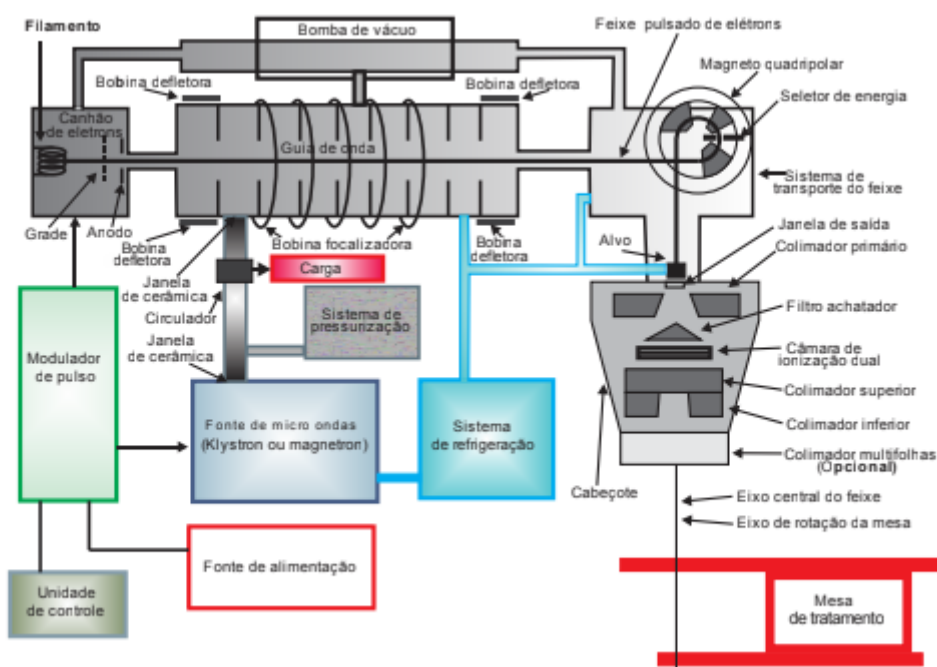 Filamento
Bomba de vácuo
Feixe pulsado de elétrons
Magneto quadripolar
Bobina defletora
Bobina defletora
Seletor de energia
Canhão
de eletrons
Guia de onda
Sistema de
transporte do feixe
Grade
Anodo
Bobina
defletora
Bobina focalizadora
Bobina
defletora
Alvo
Janela de saída
Colimador primário
Janela
de cerâmica
Carga
Circulador
Sistema de
pressurização
Filtro achatador
Janela
de cerâmica
Câmara de
ionização dual
Modulador
de pulso
Colimador superior
Fonte de micro ondas
(Klystron ou magnetron)
Sistema
de refrigeração
Colimador inferior
Colimador multifolhas
(Opcional)
Cabeçote
Eixo central do feixe
Eixo de rotação da mesa
Fonte de alimentação
Unidade
de controle
Mesa
de tratamento